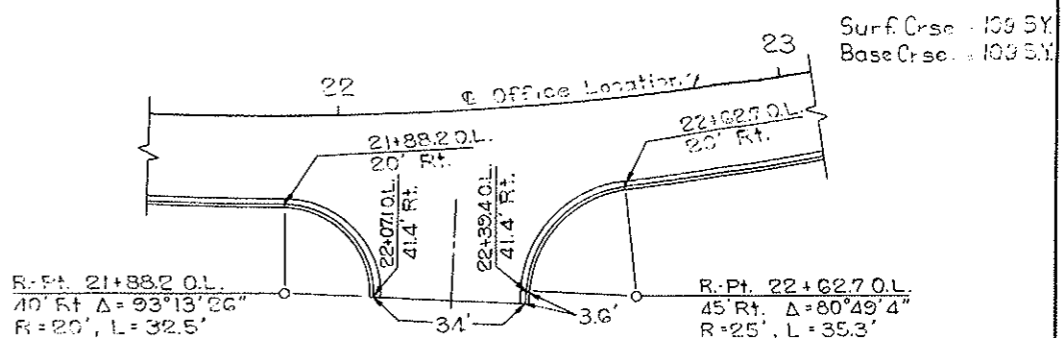 Surf. Crse - 109 S.Y.
Base Crse. = 109 S.Y.
22
23
℄ Office Location
21+88.2 O.L.
20' Rt.
22+62.7 O.L.
20' Rt.
22+07.1 O.L.
41.4' Rt.
22+39.4 O.L.
41.4' Rt.
R.-Pt. 21+88.2 O.L.
40' Rt Δ = 93°13'26"
R = 20', L = 32.5'
34'
3.6'
R.-Pt. 22+62.7 O.L.
45' Rt. Δ = 80°49'4"
R = 25', L = 35.3'